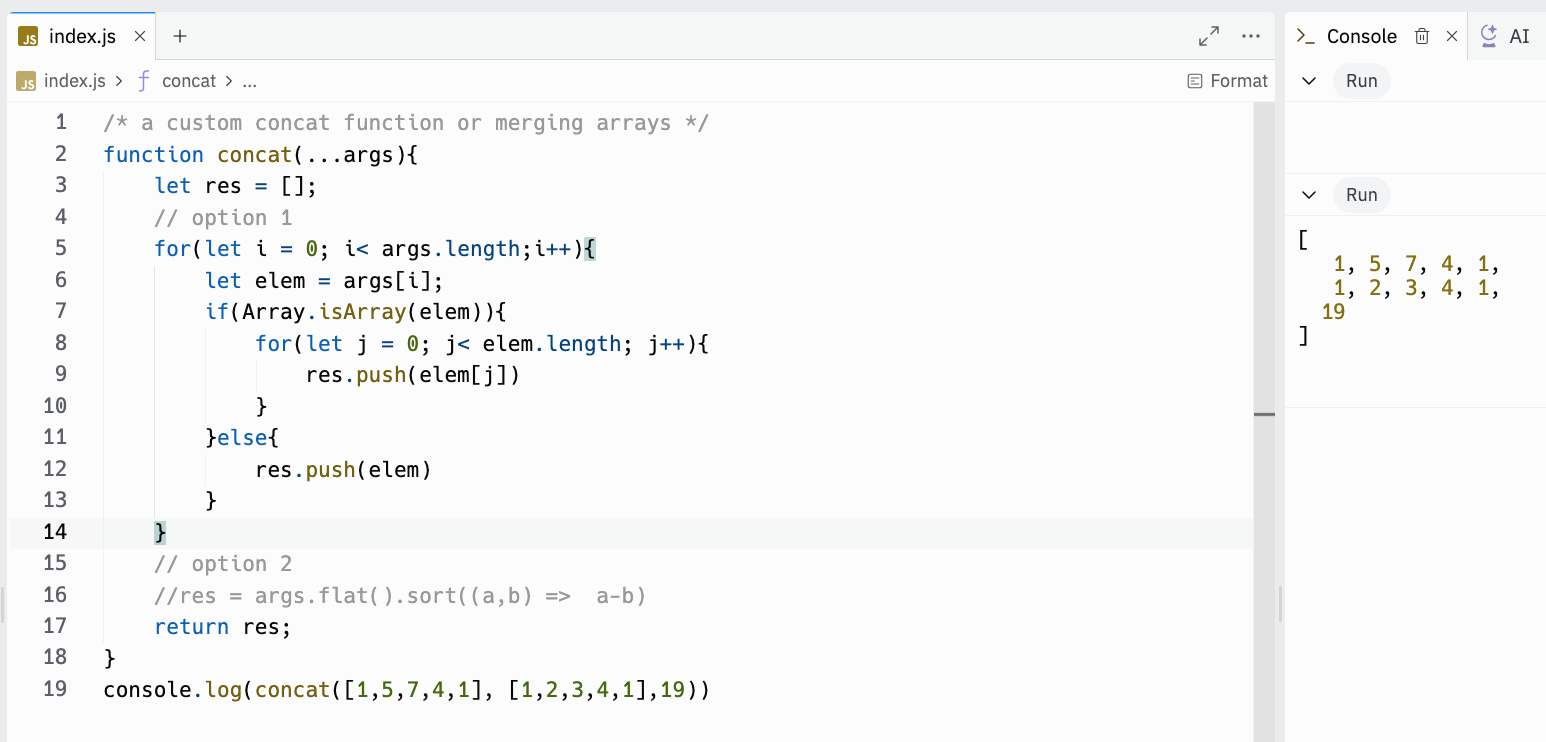 JS index.js × +
>_ Console × AI
JS index.js > ƒ concat > ...
Format
Run
1 /* a custom concat function or merging arrays */
2 function concat(...args){
3     let res = [];
4     // option 1
5     for(let i = 0; i< args.length;i++){
6         let elem = args[i];
7         if(Array.isArray(elem)){
8             for(let j = 0; j< elem.length; j++){
9                 res.push(elem[j])
10             }
11         }else{
12             res.push(elem)
13         }
14     }
15     // option 2
16     //res = args.flat().sort((a,b) =>  a-b)
17     return res;
18 }
19 console.log(concat([1,5,7,4,1], [1,2,3,4,1],19))
Run
[
   1, 5, 7, 4, 1,
   1, 2, 3, 4, 1,
  19
]